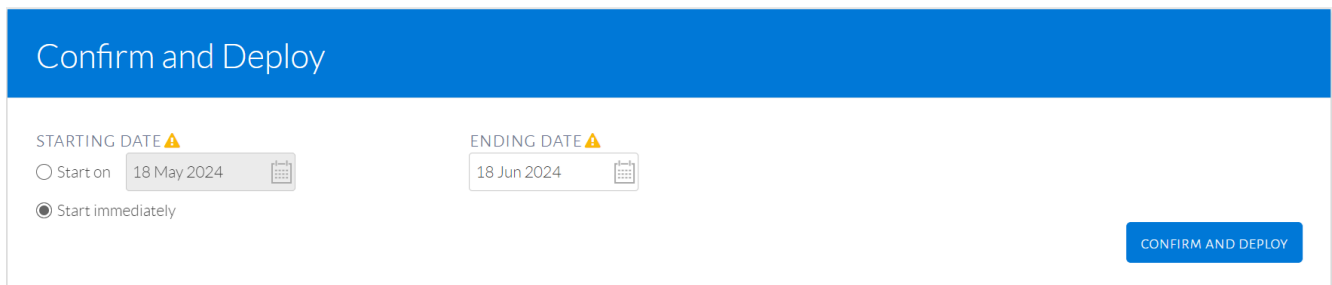 Confirm and Deploy
STARTING DATE
ENDING DATE
Start on 18 May 2024
18 Jun 2024
Start immediately
CONFIRM AND DEPLOY